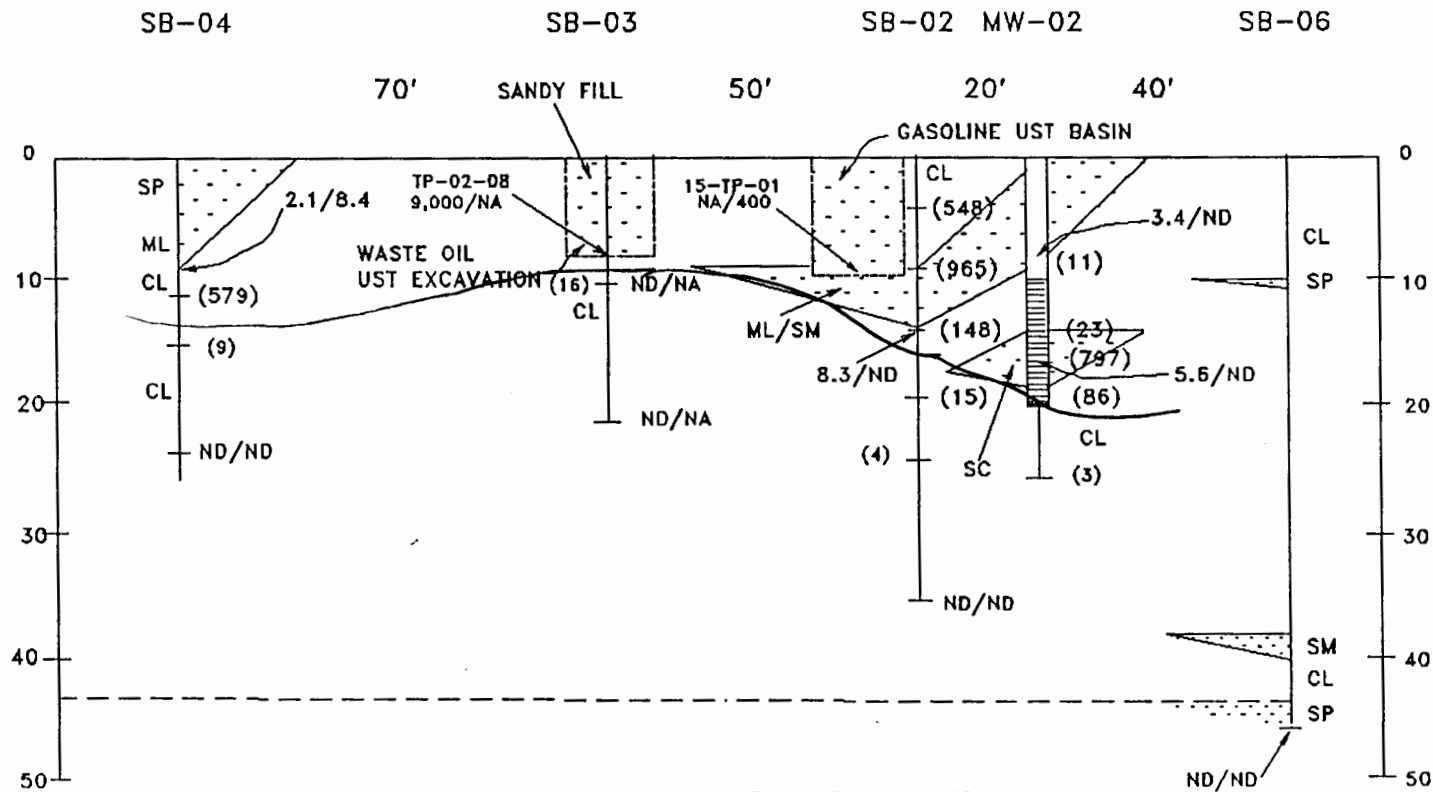 SB-04 SB-03 SB-02 MW-02 SB-06
70' 50' 20' 40'
SANDY FILL
GASOLINE UST BASIN
0 0
SP
CL
TP-02-08
9,000/NA
15-TP-01
NA/400
2.1/8.4
(548)
3.4/ND
ML
WASTE OIL
UST EXCAVATION
CL
CL
(965)
(11)
10 10
CL
(579)
(16)
ND/NA
SP
CL
ML/SM
(148)
(23)
(9)
(797)
8.3/ND
5.6/ND
CL
(15)
(86)
20 20
ND/NA
CL
ND/ND
(4)
SC
(3)
30 30
ND/ND
SM
40 40
CL
SP
ND/ND
50 50